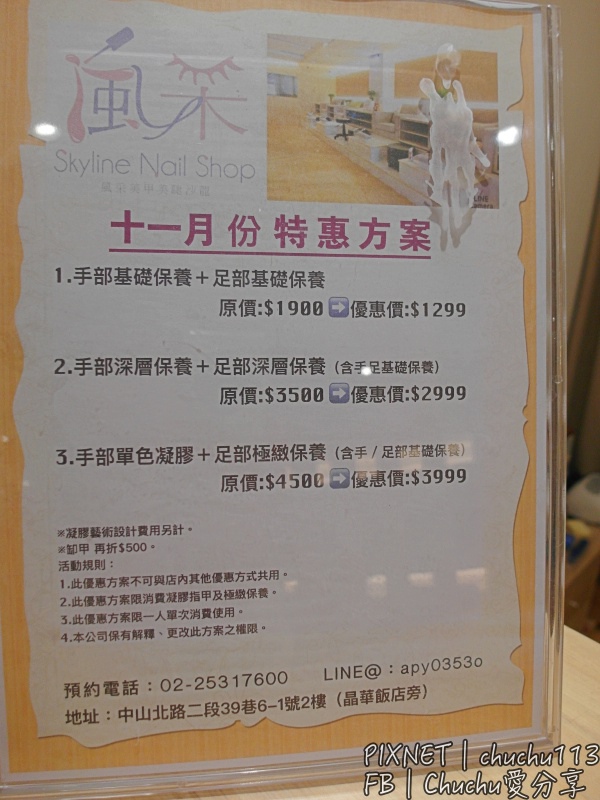 風采
Skyline Nail Shop
風采美甲美睫沙龍
十一月份特惠方案
1.手部基礎保養+足部基礎保養
原價:$1900➡優惠價:$1299
2.手部深層保養+足部深層保養(含手足基礎保養)
原價:$3500➡優惠價:$2999
3.手部單色凝膠+足部極緻保養(含手/足部基礎保養)
原價:$4500➡優惠價:$3999
※凝膠藝術設計費用另計。
※卸甲 再折$500。
活動規則:
1.此優惠方案不可與店內其他優惠方式共用。
2.此優惠方案限消費凝膠指甲及極緻保養。
3.此優惠方案限一人單次消費使用。
4.本公司保有解釋、更改此方案之權限。
預約電話:02-25317600 LINE@:apy0353o
地址:中山北路二段39巷6-1號2樓(晶華飯店旁)
PIXNET | chuchu113
FB | Chuchu愛分享